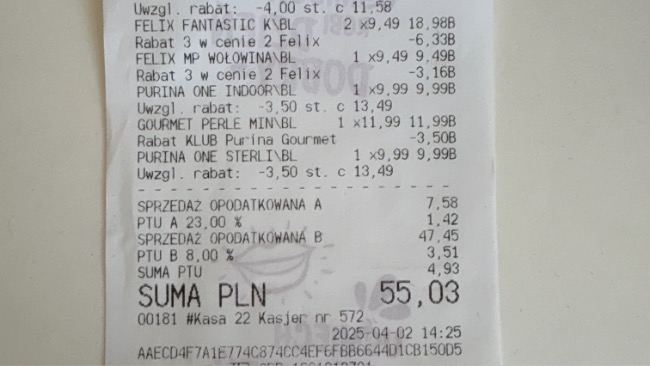 Uwzgl. rabat: -4,00 st. c 11,58
FELIX FANTASTIC K\BL 2 x9,49 18,98B
Rabat 3 w cenie 2 Felix -6,33B
FELIX MP WOŁOWINA\BL 1 x9,49 9,49B
Rabat 3 w cenie 2 Felix -3,16B
PURINA ONE INDOOR\BL 1 x9,99 9,99B
Uwzgl. rabat: -3,50 st. c 13,49
GOURMET PERLE MIN\BL 1 x11,99 11,99B
Rabat KLUB Purina Gourmet -3,50B
PURINA ONE STERLI\BL 1 x9,99 9,99B
Uwzgl. rabat: -3,50 st. c 13,49
SPRZEDAŻ OPODATKOWANA A 7,58
PTU A 23,00 % 1,42
SPRZEDAŻ OPODATKOWANA B 47,45
PTU B 8,00 % 3,51
SUMA PTU 4,93
SUMA PLN 55,03
00181 #Kasa 22 Kasjer nr 572
2025-04-02 14:25
AAECD4F7A1E774C874CC4EF6FBB6644D1CB150D5